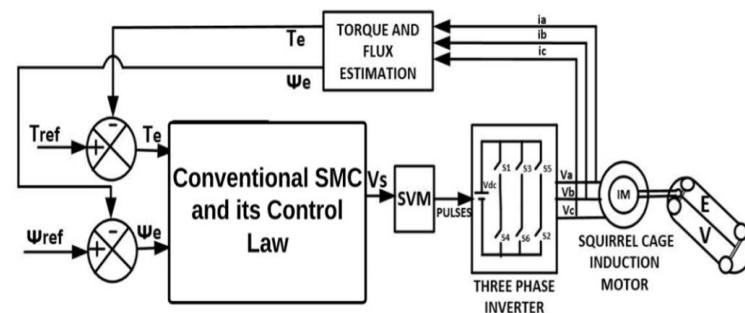 Te
TORQUE AND
FLUX
ESTIMATION
ia
ib
ic
Ψe
Tref
-
+
Te
Conventional SMC
and its Control
Law
Vs
SVM
PULSES
Vdc
S1
S3
S5
S4
S6
S2
Va
Vb
Vc
IM
E
V
Ψref
-
+
Ψe
THREE PHASE
INVERTER
SQUIRREL CAGE
INDUCTION
MOTOR